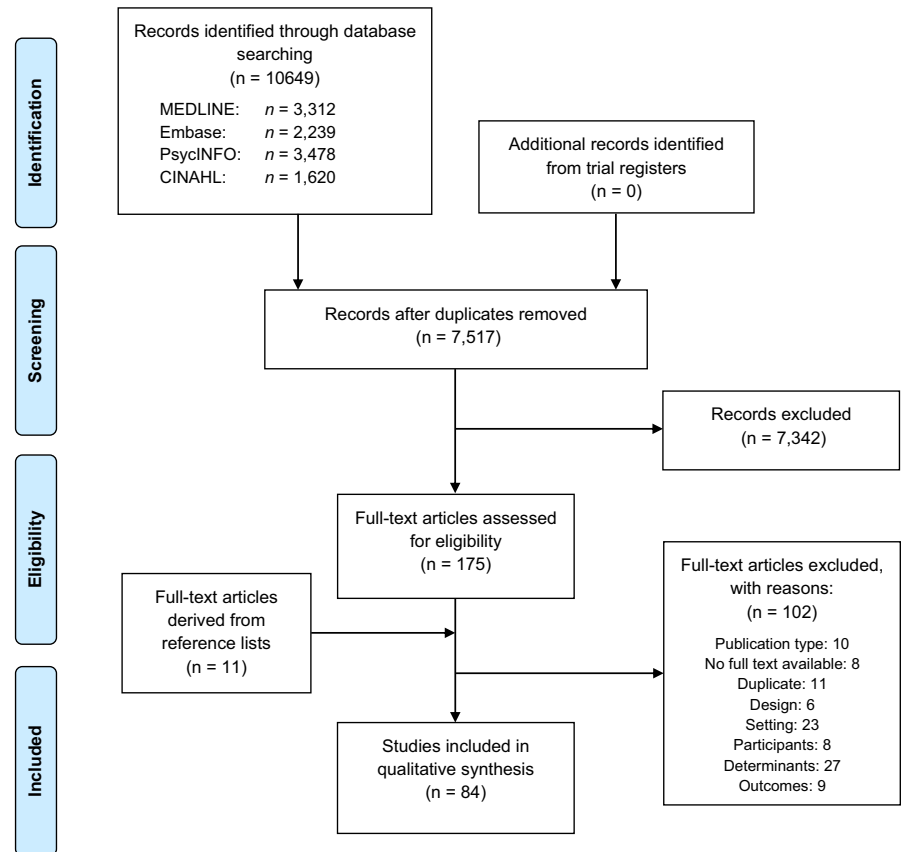 Identification
Records identified through database
searching
(n = 10649)
MEDLINE: n = 3,312
Embase: n = 2,239
PsycINFO: n = 3,478
CINAHL: n = 1,620
Additional records identified
from trial registers
(n = 0)
Screening
Records after duplicates removed
(n = 7,517)
Records excluded
(n = 7,342)
Eligibility
Full-text articles assessed
for eligibility
(n = 175)
Full-text articles
derived from
reference lists
(n = 11)
Full-text articles excluded,
with reasons:
(n = 102)
Publication type: 10
No full text available: 8
Duplicate: 11
Design: 6
Setting: 23
Participants: 8
Determinants: 27
Outcomes: 9
Included
Studies included in
qualitative synthesis
(n = 84)